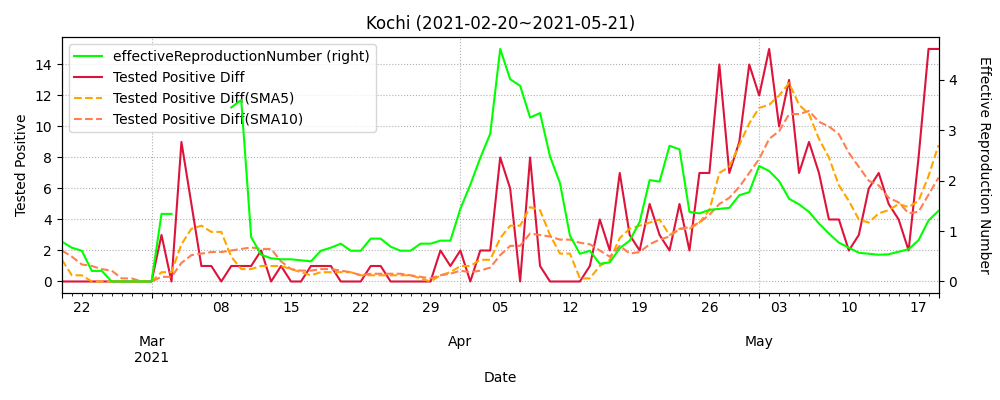 Kochi (2021-02-20~2021-05-21)
effectiveReproductionNumber (right)
Tested Positive Diff
Tested Positive Diff(SMA5)
Tested Positive Diff(SMA10)
Tested Positive
14
12
10
8
6
4
2
0
4
3
2
1
0
Effective Reproduction Number
22 08 15 22 29 05 12 19 26 03 10 17
Mar Apr May
2021
Date